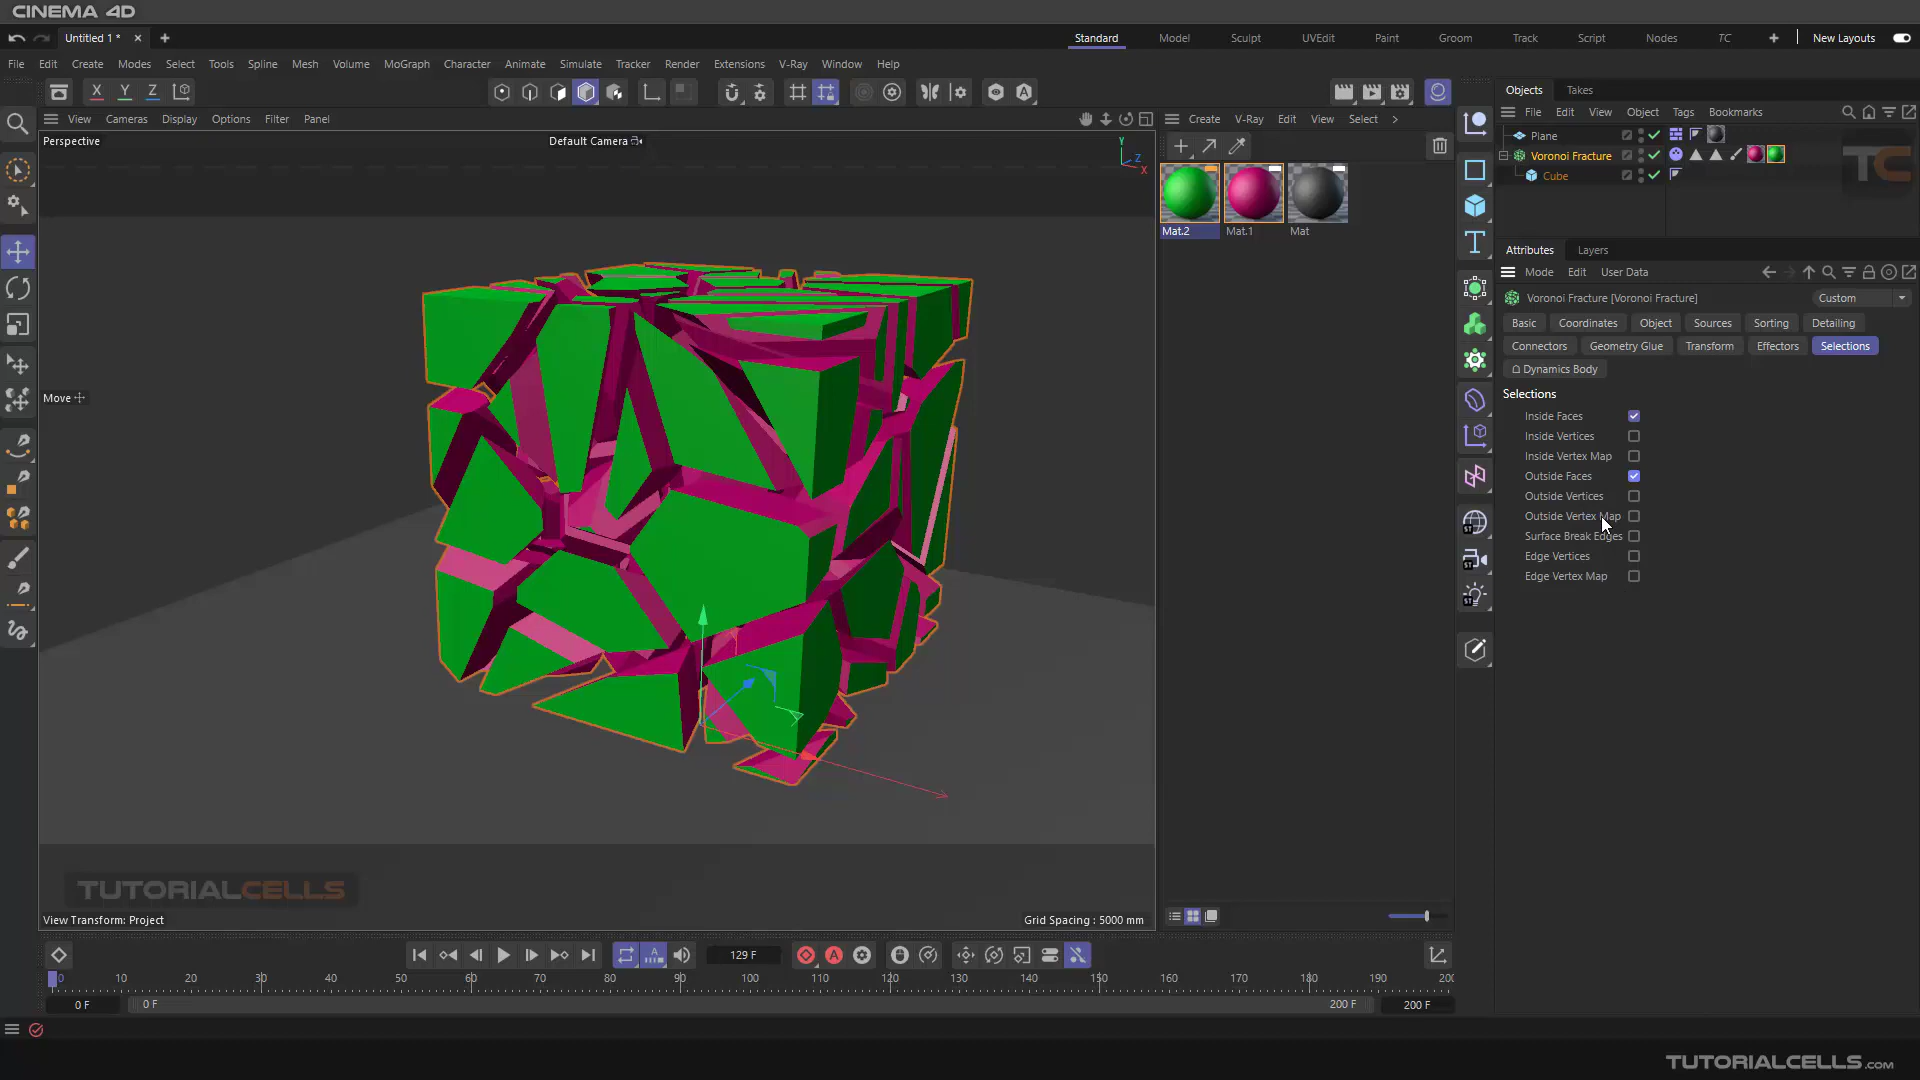 CINEMA 4D
Untitled 1 *
Standard Model Sculpt UVEdit Paint Groom Track Script Nodes TC New Layouts
File Edit Create Modes Select Tools Spline Mesh Volume MoGraph Character Animate Simulate Tracker Render Extensions V-Ray Window Help
X Y Z
View Cameras Display Options Filter Panel
Perspective
Default Camera
Y
Z
X
Move
TUTORIALCELLS
View Transform: Project
Grid Spacing : 5000 mm
Create V-Ray Edit View Select
Mat.2 Mat.1 Mat
Objects Takes
File Edit View Object Tags Bookmarks
Plane
Voronoi Fracture
Cube
TC
Attributes Layers
Mode Edit User Data
Voronoi Fracture [Voronoi Fracture]
Custom
Basic Coordinates Object Sources Sorting Detailing
Connectors Geometry Glue Transform Effectors Selections
Dynamics Body
Selections
Inside Faces
Inside Vertices
Inside Vertex Map
Outside Faces
Outside Vertices
Outside Vertex Map
Surface Break Edges
Edge Vertices
Edge Vertex Map
ST
ST
ST
129 F
0 10 20 30 40 50 60 70 80 90 100 110 120 130 140 150 160 170 180 190 200
0 F
0 F
200 F
200 F
TUTORIALCELLS.com